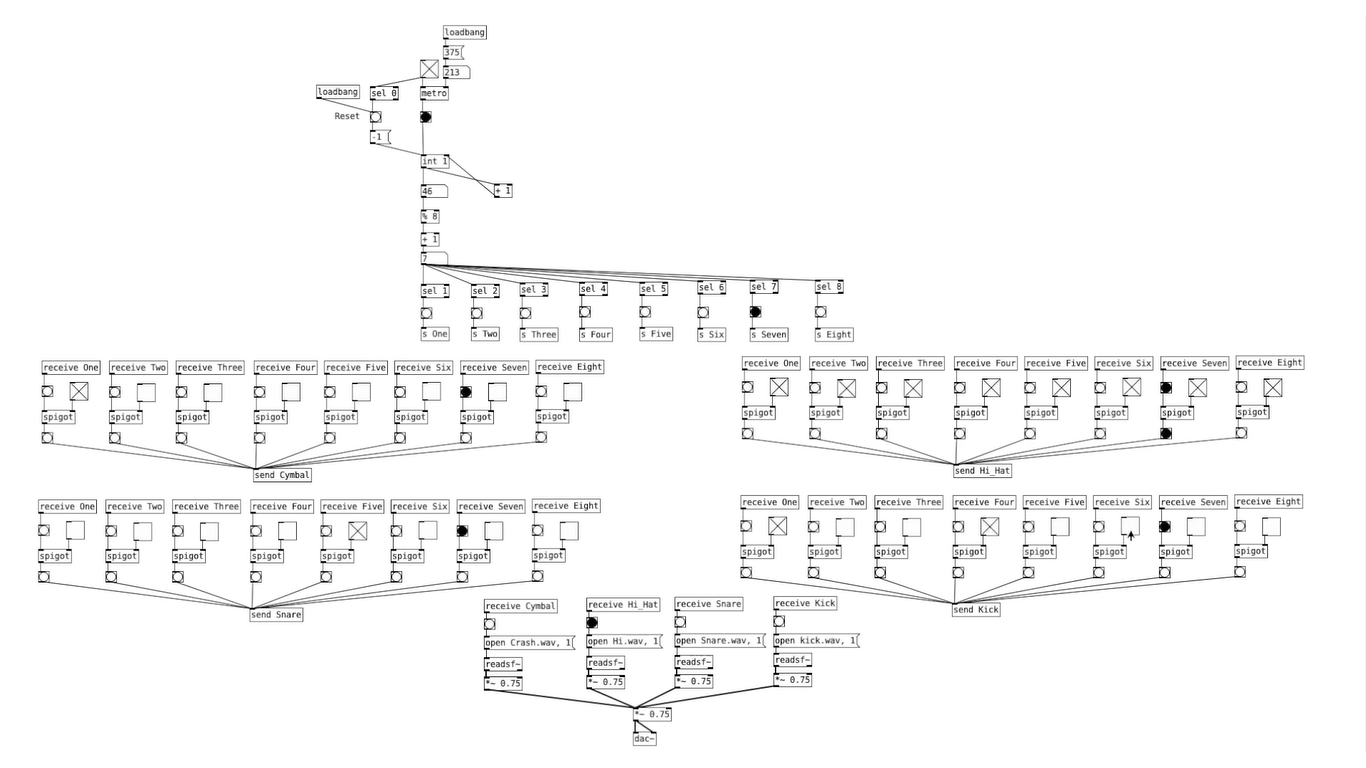 loadbang
375
213
loadbang sel 0 metro
Reset
-1
int 1
46 + 1
% 8
+ 1
7
sel 1 sel 2 sel 3 sel 4 sel 5 sel 6 sel 7 sel 8
s One s Two s Three s Four s Five s Six s Seven s Eight
receive One receive Two receive Three receive Four receive Five receive Six receive Seven receive Eight
spigot spigot spigot spigot spigot spigot spigot spigot
send Cymbal
receive One receive Two receive Three receive Four receive Five receive Six receive Seven receive Eight
spigot spigot spigot spigot spigot spigot spigot spigot
send Hi_Hat
receive One receive Two receive Three receive Four receive Five receive Six receive Seven receive Eight
spigot spigot spigot spigot spigot spigot spigot spigot
send Snare
receive One receive Two receive Three receive Four receive Five receive Six receive Seven receive Eight
spigot spigot spigot spigot spigot spigot spigot spigot
send Kick
receive Cymbal receive Hi_Hat receive Snare receive Kick
open Crash.wav, 1 open Hi.wav, 1 open Snare.wav, 1 open kick.wav, 1
readsf~ readsf~ readsf~ readsf~
*~ 0.75 *~ 0.75 *~ 0.75 *~ 0.75
*~ 0.75
dac~